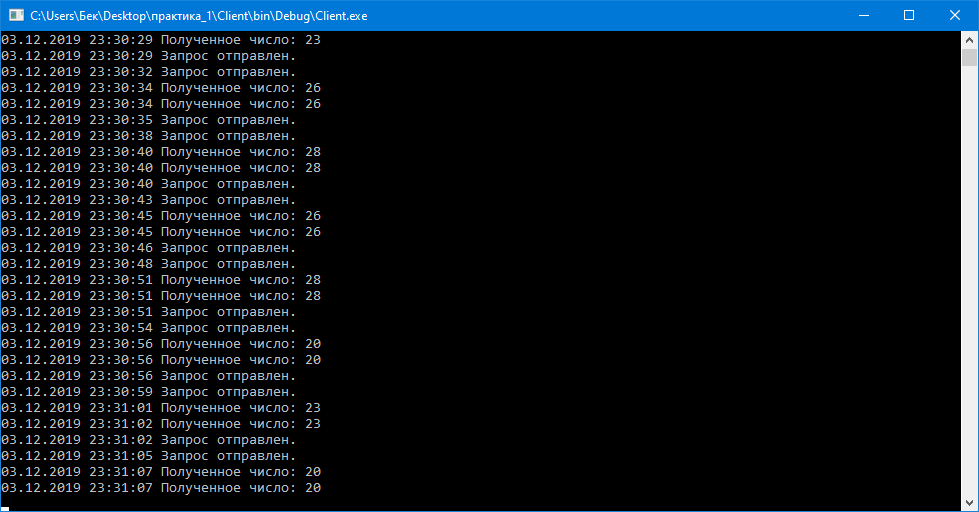 C:\Users\Бек\Desktop\практика_1\Client\bin\Debug\Client.exe
03.12.2019 23:30:29 Полученное число: 23
03.12.2019 23:30:29 Запрос отправлен.
03.12.2019 23:30:32 Запрос отправлен.
03.12.2019 23:30:34 Полученное число: 26
03.12.2019 23:30:34 Полученное число: 26
03.12.2019 23:30:35 Запрос отправлен.
03.12.2019 23:30:38 Запрос отправлен.
03.12.2019 23:30:40 Полученное число: 28
03.12.2019 23:30:40 Полученное число: 28
03.12.2019 23:30:40 Запрос отправлен.
03.12.2019 23:30:43 Запрос отправлен.
03.12.2019 23:30:45 Полученное число: 26
03.12.2019 23:30:45 Полученное число: 26
03.12.2019 23:30:46 Запрос отправлен.
03.12.2019 23:30:48 Запрос отправлен.
03.12.2019 23:30:51 Полученное число: 28
03.12.2019 23:30:51 Полученное число: 28
03.12.2019 23:30:51 Запрос отправлен.
03.12.2019 23:30:54 Запрос отправлен.
03.12.2019 23:30:56 Полученное число: 20
03.12.2019 23:30:56 Полученное число: 20
03.12.2019 23:30:56 Запрос отправлен.
03.12.2019 23:30:59 Запрос отправлен.
03.12.2019 23:31:01 Полученное число: 23
03.12.2019 23:31:02 Полученное число: 23
03.12.2019 23:31:02 Запрос отправлен.
03.12.2019 23:31:05 Запрос отправлен.
03.12.2019 23:31:07 Полученное число: 20
03.12.2019 23:31:07 Полученное число: 20